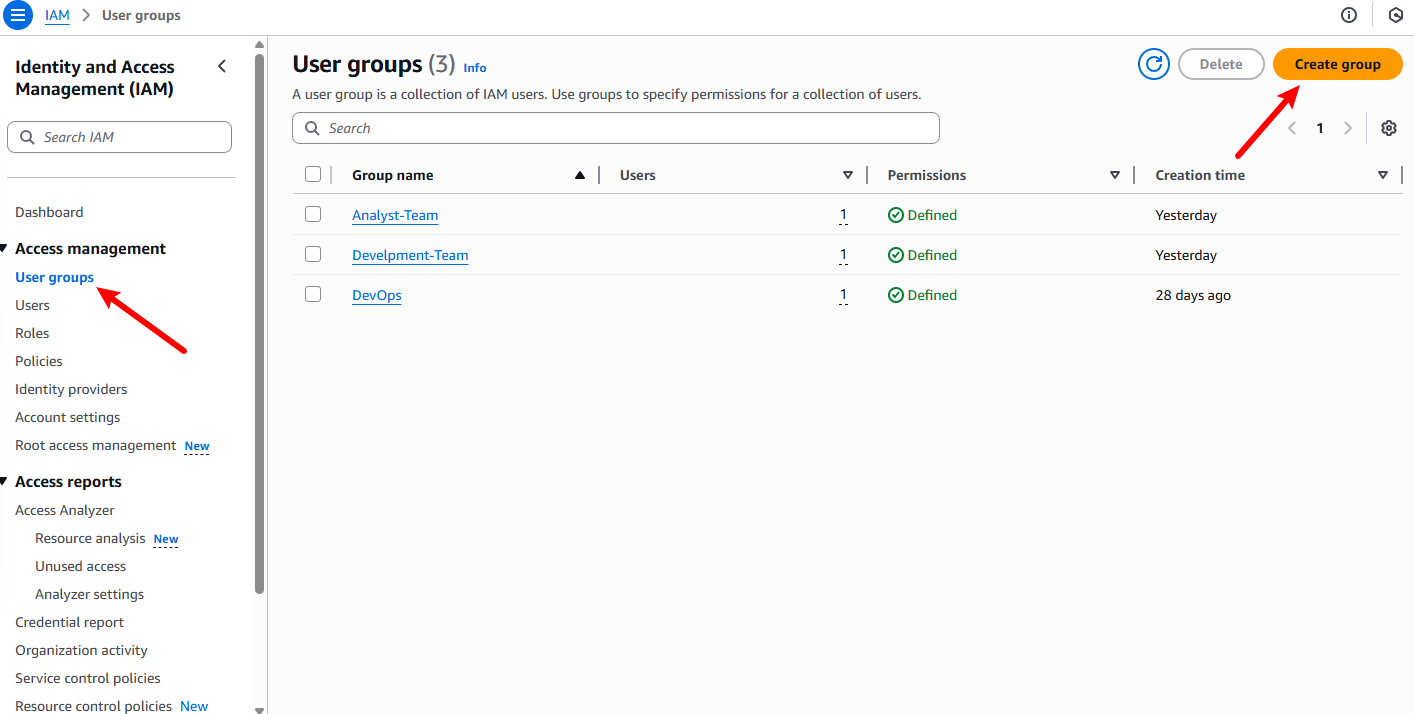 IAM > User groups
Identity and Access
Management (IAM)
Search IAM
Dashboard
Access management
User groups
Users
Roles
Policies
Identity providers
Account settings
Root access management New
Access reports
Access Analyzer
Resource analysis New
Unused access
Analyzer settings
Credential report
Organization activity
Service control policies
Resource control policies New
User groups (3) Info
Delete
Create group
A user group is a collection of IAM users. Use groups to specify permissions for a collection of users.
Search
1
Group name Users Permissions Creation time
Analyst-Team 1 Defined Yesterday
Develpment-Team 1 Defined Yesterday
DevOps 1 Defined 28 days ago